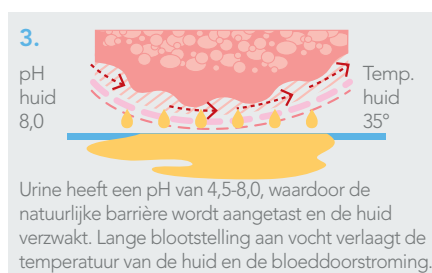 3.
pH
huid
8,0
Temp.
huid
35°
Urine heeft een pH van 4,5-8,0, waardoor de
natuurlijke barrière wordt aangetast en de huid
verzwakt. Lange blootstelling aan vocht verlaagt de
temperatuur van de huid en de bloeddoorstroming.